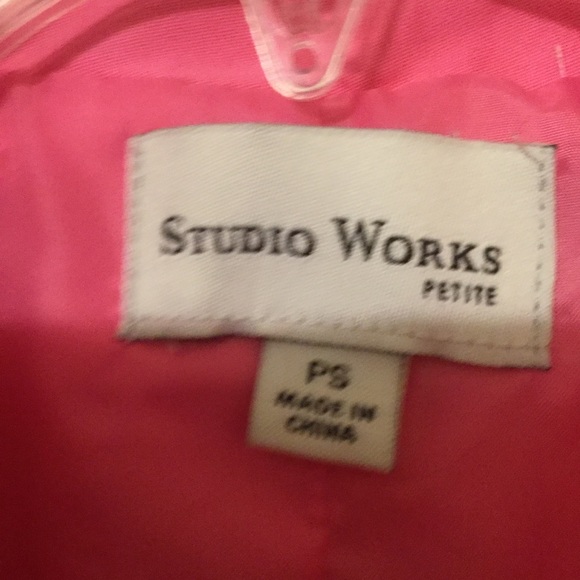 STUDIO WORKS
PETITE
PS
MADE IN
CHINA